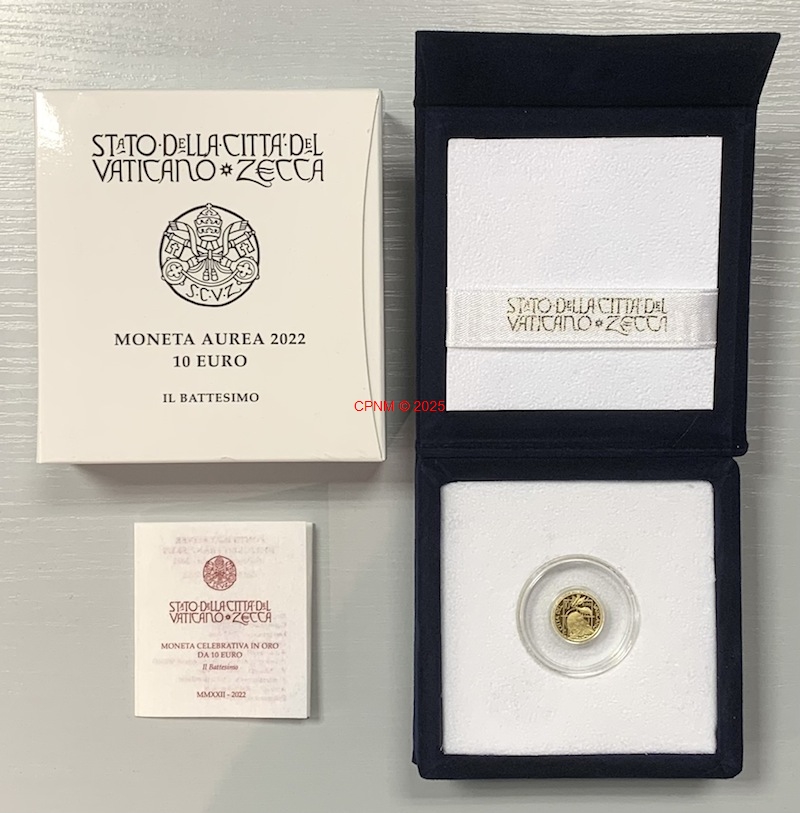 STATO·DELLA·CITTA'·DEL
VATICANO * ZECCA
S.C.V.Z.
MONETA AUREA 2022
10 EURO
IL BATTESIMO
STATO·DELLA·CITTA'·DEL
VATICANO * ZECCA
CPNM © 2025
STATO·DELLA·CITTA'·DEL
VATICANO * ZECCA
MONETA CELEBRATIVA IN ORO
DA 10 EURO
Il Battesimo
MMXXII - 2022